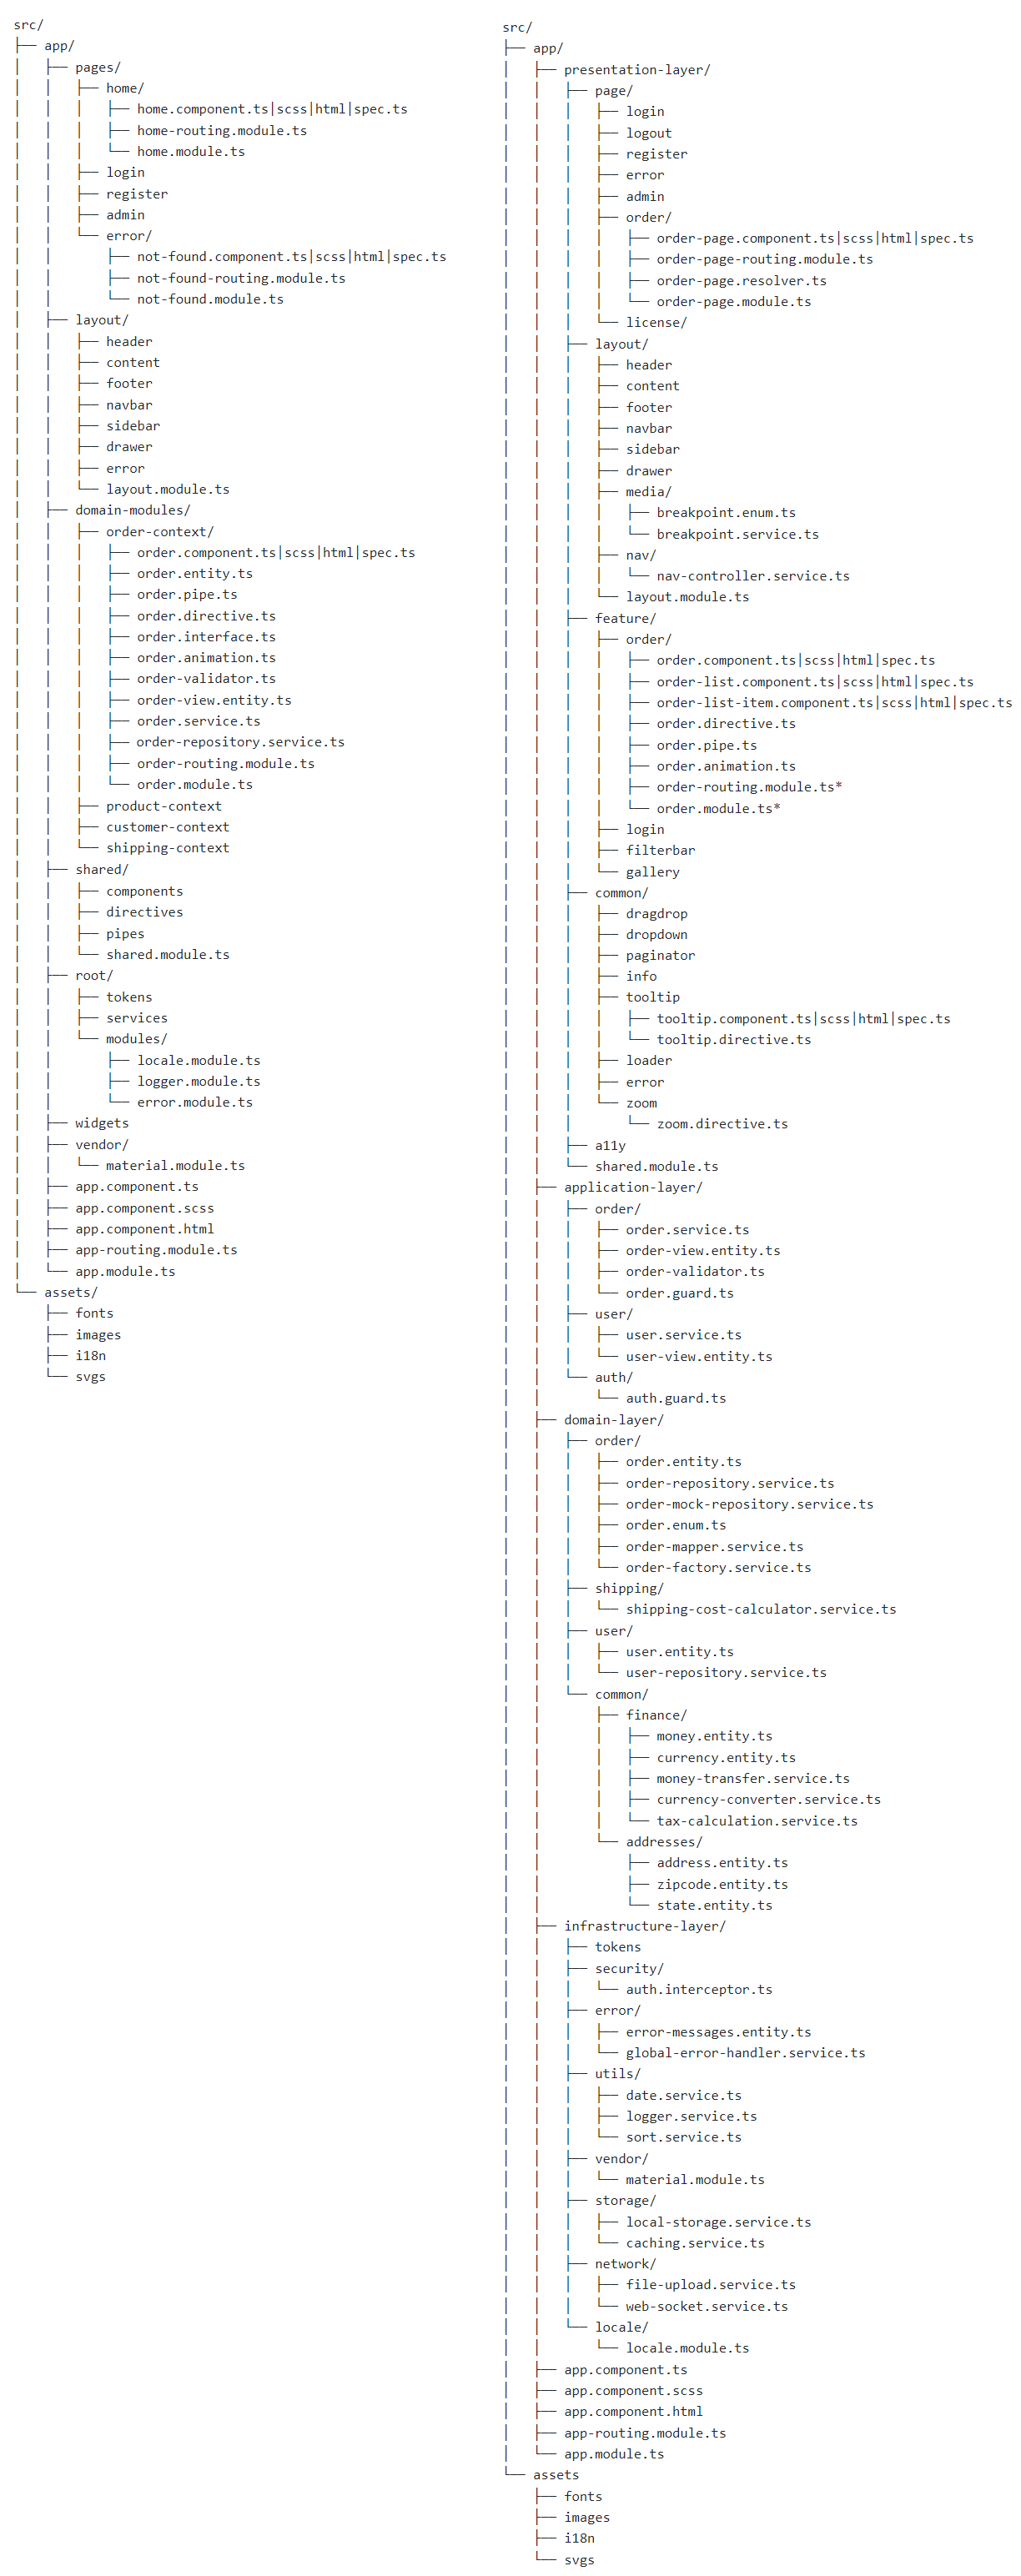 src/
├── app/
│   ├── pages/
│   │   ├── home/
│   │   │   ├── home.component.ts|scss|html|spec.ts
│   │   │   ├── home-routing.module.ts
│   │   │   └── home.module.ts
│   │   ├── login
│   │   ├── register
│   │   ├── admin
│   │   └── error/
│   │       ├── not-found.component.ts|scss|html|spec.ts
│   │       ├── not-found-routing.module.ts
│   │       └── not-found.module.ts
│   ├── layout/
│   │   ├── header
│   │   ├── content
│   │   ├── footer
│   │   ├── navbar
│   │   ├── sidebar
│   │   ├── drawer
│   │   ├── error
│   │   └── layout.module.ts
│   ├── domain-modules/
│   │   ├── order-context/
│   │   │   ├── order.component.ts|scss|html|spec.ts
│   │   │   ├── order.entity.ts
│   │   │   ├── order.pipe.ts
│   │   │   ├── order.directive.ts
│   │   │   ├── order.interface.ts
│   │   │   ├── order.animation.ts
│   │   │   ├── order-validator.ts
│   │   │   ├── order-view.entity.ts
│   │   │   ├── order.service.ts
│   │   │   ├── order-repository.service.ts
│   │   │   ├── order-routing.module.ts
│   │   │   └── order.module.ts
│   │   ├── product-context
│   │   ├── customer-context
│   │   └── shipping-context
│   ├── shared/
│   │   ├── components
│   │   ├── directives
│   │   ├── pipes
│   │   └── shared.module.ts
│   ├── root/
│   │   ├── tokens
│   │   ├── services
│   │   └── modules/
│   │       ├── locale.module.ts
│   │       ├── logger.module.ts
│   │       └── error.module.ts
│   ├── widgets
│   ├── vendor/
│   │   └── material.module.ts
│   ├── app.component.ts
│   ├── app.component.scss
│   ├── app.component.html
│   ├── app-routing.module.ts
│   └── app.module.ts
└── assets/
    ├── fonts
    ├── images
    ├── i18n
    └── svgs
src/
├── app/
│   ├── presentation-layer/
│   │   ├── page/
│   │   │   ├── login
│   │   │   ├── logout
│   │   │   ├── register
│   │   │   ├── error
│   │   │   ├── admin
│   │   │   ├── order/
│   │   │   │   ├── order-page.component.ts|scss|html|spec.ts
│   │   │   │   ├── order-page-routing.module.ts
│   │   │   │   ├── order-page.resolver.ts
│   │   │   │   └── order-page.module.ts
│   │   │   └── license/
│   │   ├── layout/
│   │   │   ├── header
│   │   │   ├── content
│   │   │   ├── footer
│   │   │   ├── navbar
│   │   │   ├── sidebar
│   │   │   ├── drawer
│   │   │   ├── media/
│   │   │   │   ├── breakpoint.enum.ts
│   │   │   │   └── breakpoint.service.ts
│   │   │   ├── nav/
│   │   │   │   └── nav-controller.service.ts
│   │   │   └── layout.module.ts
│   │   ├── feature/
│   │   │   ├── order/
│   │   │   │   ├── order.component.ts|scss|html|spec.ts
│   │   │   │   ├── order-list.component.ts|scss|html|spec.ts
│   │   │   │   ├── order-list-item.component.ts|scss|html|spec.ts
│   │   │   │   ├── order.directive.ts
│   │   │   │   ├── order.pipe.ts
│   │   │   │   ├── order.animation.ts
│   │   │   │   ├── order-routing.module.ts*
│   │   │   │   └── order.module.ts*
│   │   │   ├── login
│   │   │   ├── filterbar
│   │   │   └── gallery
│   │   ├── common/
│   │   │   ├── dragdrop
│   │   │   ├── dropdown
│   │   │   ├── paginator
│   │   │   ├── info
│   │   │   ├── tooltip
│   │   │   │   ├── tooltip.component.ts|scss|html|spec.ts
│   │   │   │   └── tooltip.directive.ts
│   │   │   ├── loader
│   │   │   ├── error
│   │   │   └── zoom
│   │   │       └── zoom.directive.ts
│   │   ├── a11y
│   │   └── shared.module.ts
│   ├── application-layer/
│   │   ├── order/
│   │   │   ├── order.service.ts
│   │   │   ├── order-view.entity.ts
│   │   │   ├── order-validator.ts
│   │   │   └── order.guard.ts
│   │   ├── user/
│   │   │   ├── user.service.ts
│   │   │   └── user-view.entity.ts
│   │   └── auth/
│   │       └── auth.guard.ts
│   ├── domain-layer/
│   │   ├── order/
│   │   │   ├── order.entity.ts
│   │   │   ├── order-repository.service.ts
│   │   │   ├── order-mock-repository.service.ts
│   │   │   ├── order.enum.ts
│   │   │   ├── order-mapper.service.ts
│   │   │   └── order-factory.service.ts
│   │   ├── shipping/
│   │   │   └── shipping-cost-calculator.service.ts
│   │   ├── user/
│   │   │   ├── user.entity.ts
│   │   │   └── user-repository.service.ts
│   │   └── common/
│   │       ├── finance/
│   │       │   ├── money.entity.ts
│   │       │   ├── currency.entity.ts
│   │       │   ├── money-transfer.service.ts
│   │       │   ├── currency-converter.service.ts
│   │       │   └── tax-calculation.service.ts
│   │       └── addresses/
│   │           ├── address.entity.ts
│   │           ├── zipcode.entity.ts
│   │           └── state.entity.ts
│   ├── infrastructure-layer/
│   │   ├── tokens
│   │   ├── security/
│   │   │   └── auth.interceptor.ts
│   │   ├── error/
│   │   │   ├── error-messages.entity.ts
│   │   │   └── global-error-handler.service.ts
│   │   ├── utils/
│   │   │   ├── date.service.ts
│   │   │   ├── logger.service.ts
│   │   │   └── sort.service.ts
│   │   ├── vendor/
│   │   │   └── material.module.ts
│   │   ├── storage/
│   │   │   ├── local-storage.service.ts
│   │   │   └── caching.service.ts
│   │   ├── network/
│   │   │   ├── file-upload.service.ts
│   │   │   └── web-socket.service.ts
│   │   └── locale/
│   │       └── locale.module.ts
│   ├── app.component.ts
│   ├── app.component.scss
│   ├── app.component.html
│   ├── app-routing.module.ts
│   └── app.module.ts
└── assets
    ├── fonts
    ├── images
    ├── i18n
    └── svgs